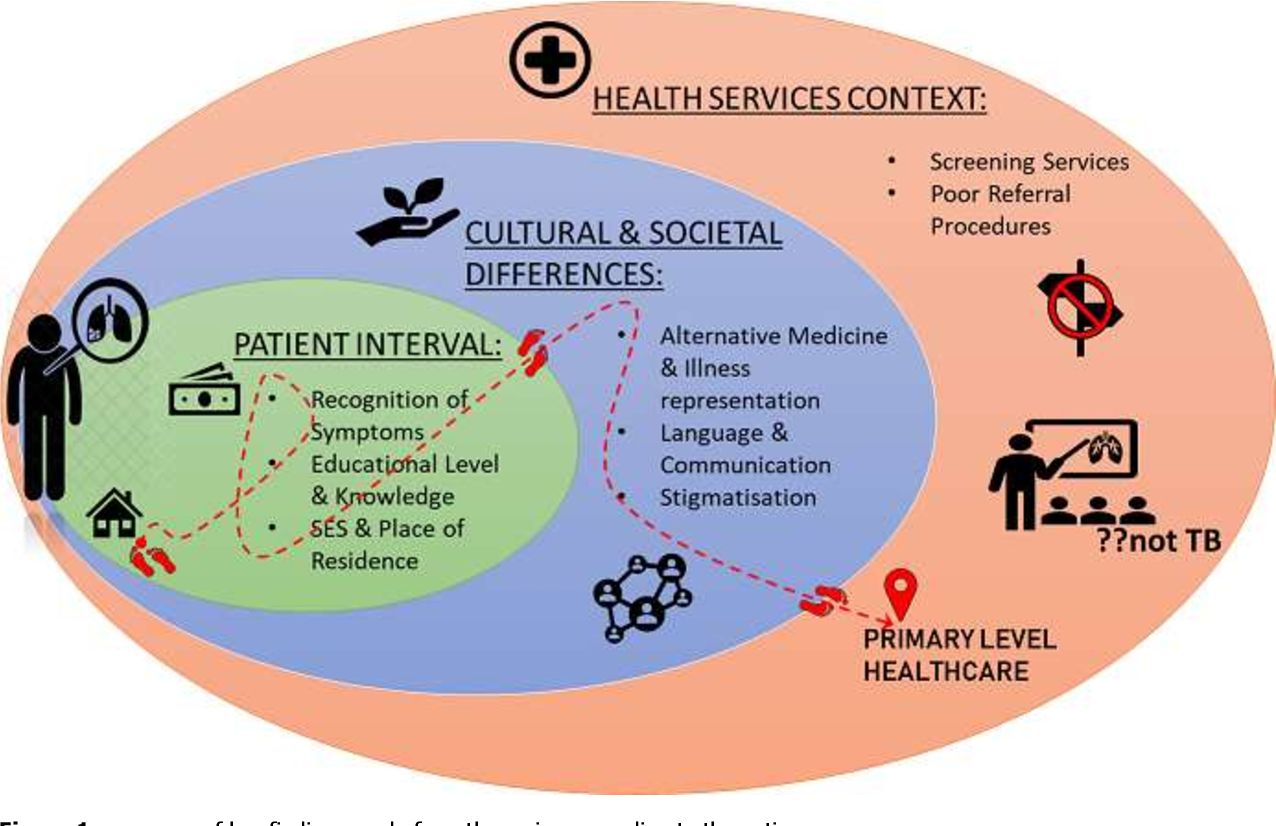 HEALTH SERVICES CONTEXT:
• Screening Services
• Poor Referral
Procedures
CULTURAL & SOCIETAL
DIFFERENCES:
• Alternative Medicine
& Illness
representation
• Language &
Communication
• Stigmatisation
PATIENT INTERVAL:
• Recognition of
Symptoms
• Educational Level
& Knowledge
• SES & Place of
Residence
??not TB
PRIMARY LEVEL
HEALTHCARE